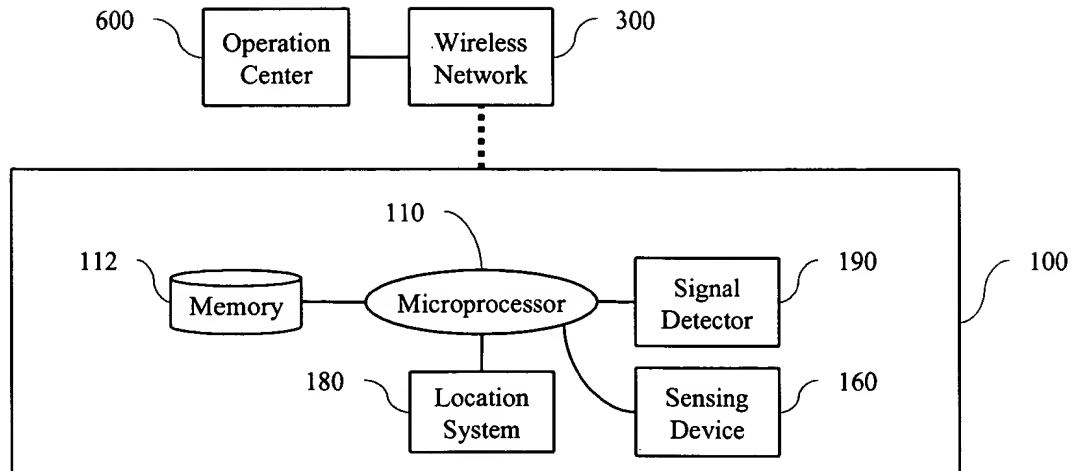 600
Operation
Center
Wireless
Network
300
110
112
Memory
Microprocessor
Signal
Detector
190
100
180
Location
System
Sensing
Device
160